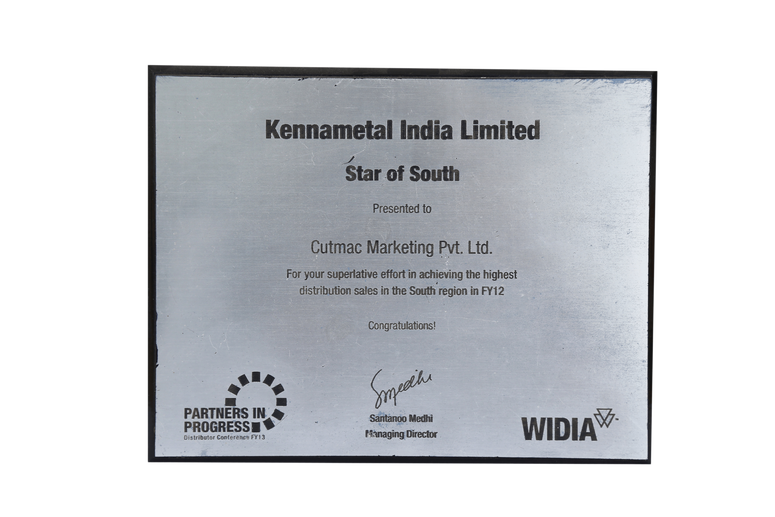 Kennametal India Limited
Star of South
Presented to
Cutmac Marketing Pvt. Ltd.
For your superlative effort in achieving the highest
distribution sales in the South region in FY12
Congratulations!
Smedhi
Santanoo Medhi
Managing Director
PARTNERS IN
PROGRESS
Distributor Conference FY13
WIDIA